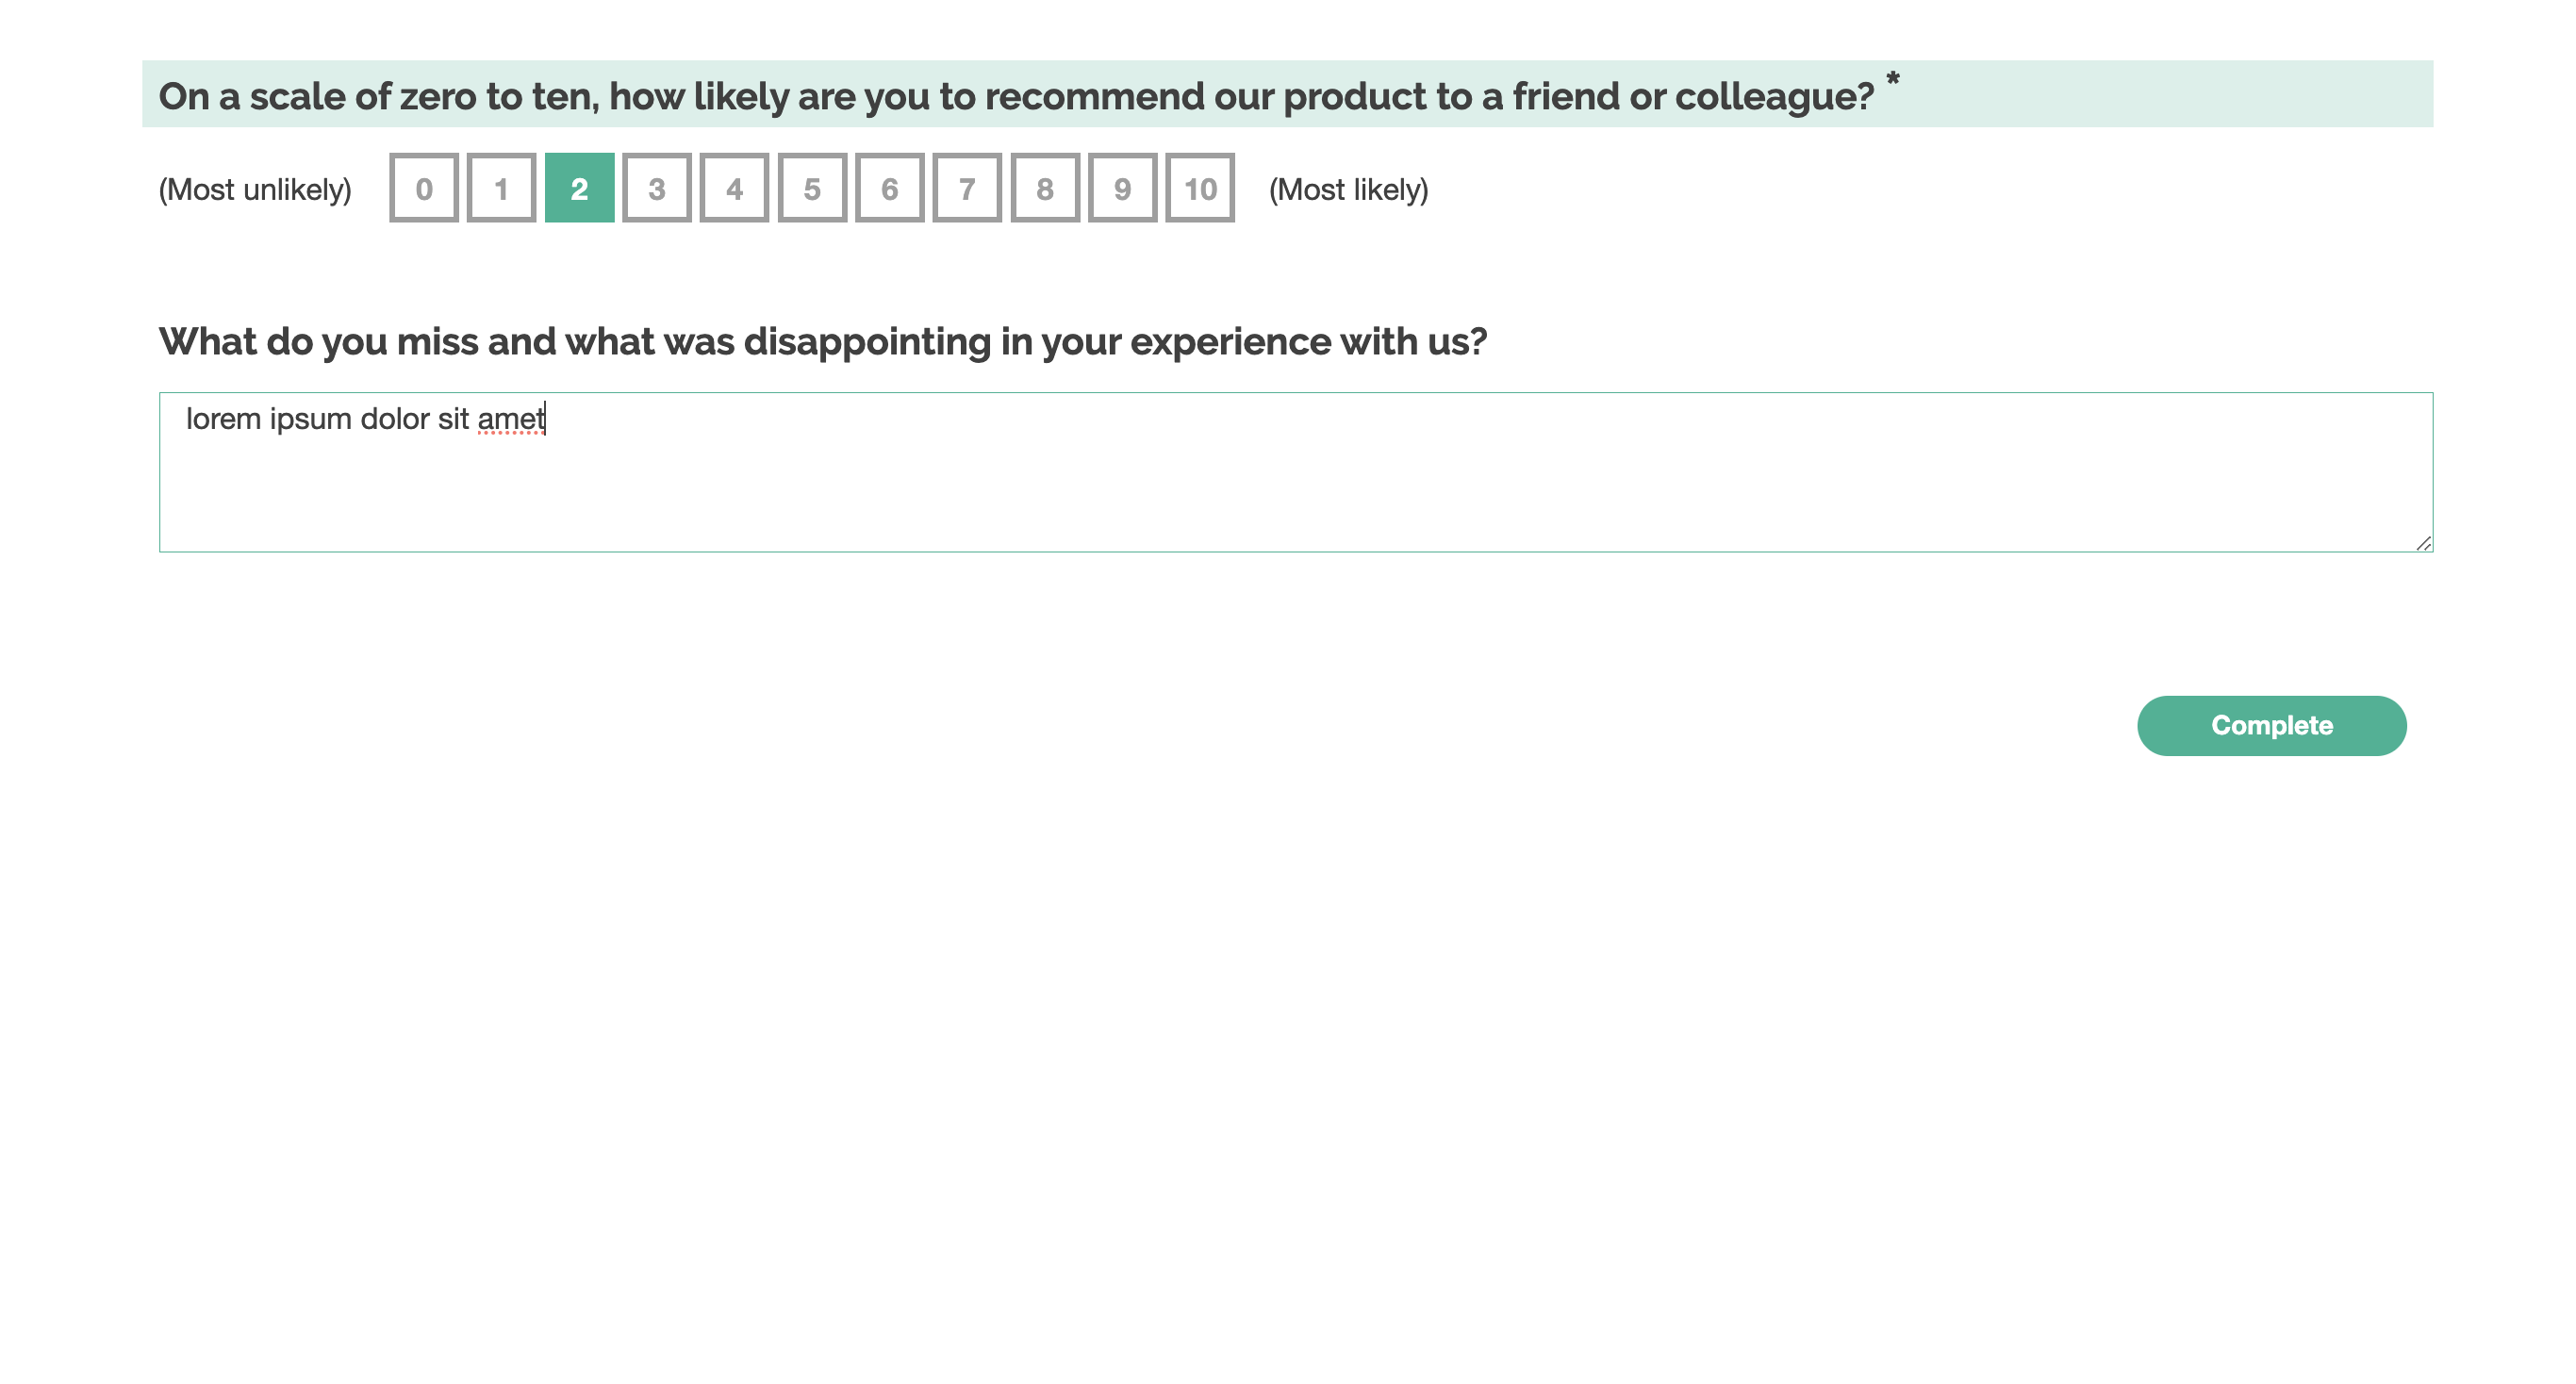 On a scale of zero to ten, how likely are you to recommend our product to a friend or colleague? *
(Most unlikely) 0 1 2 3 4 5 6 7 8 9 10 (Most likely)
What do you miss and what was disappointing in your experience with us?
lorem ipsum dolor sit amet
Complete